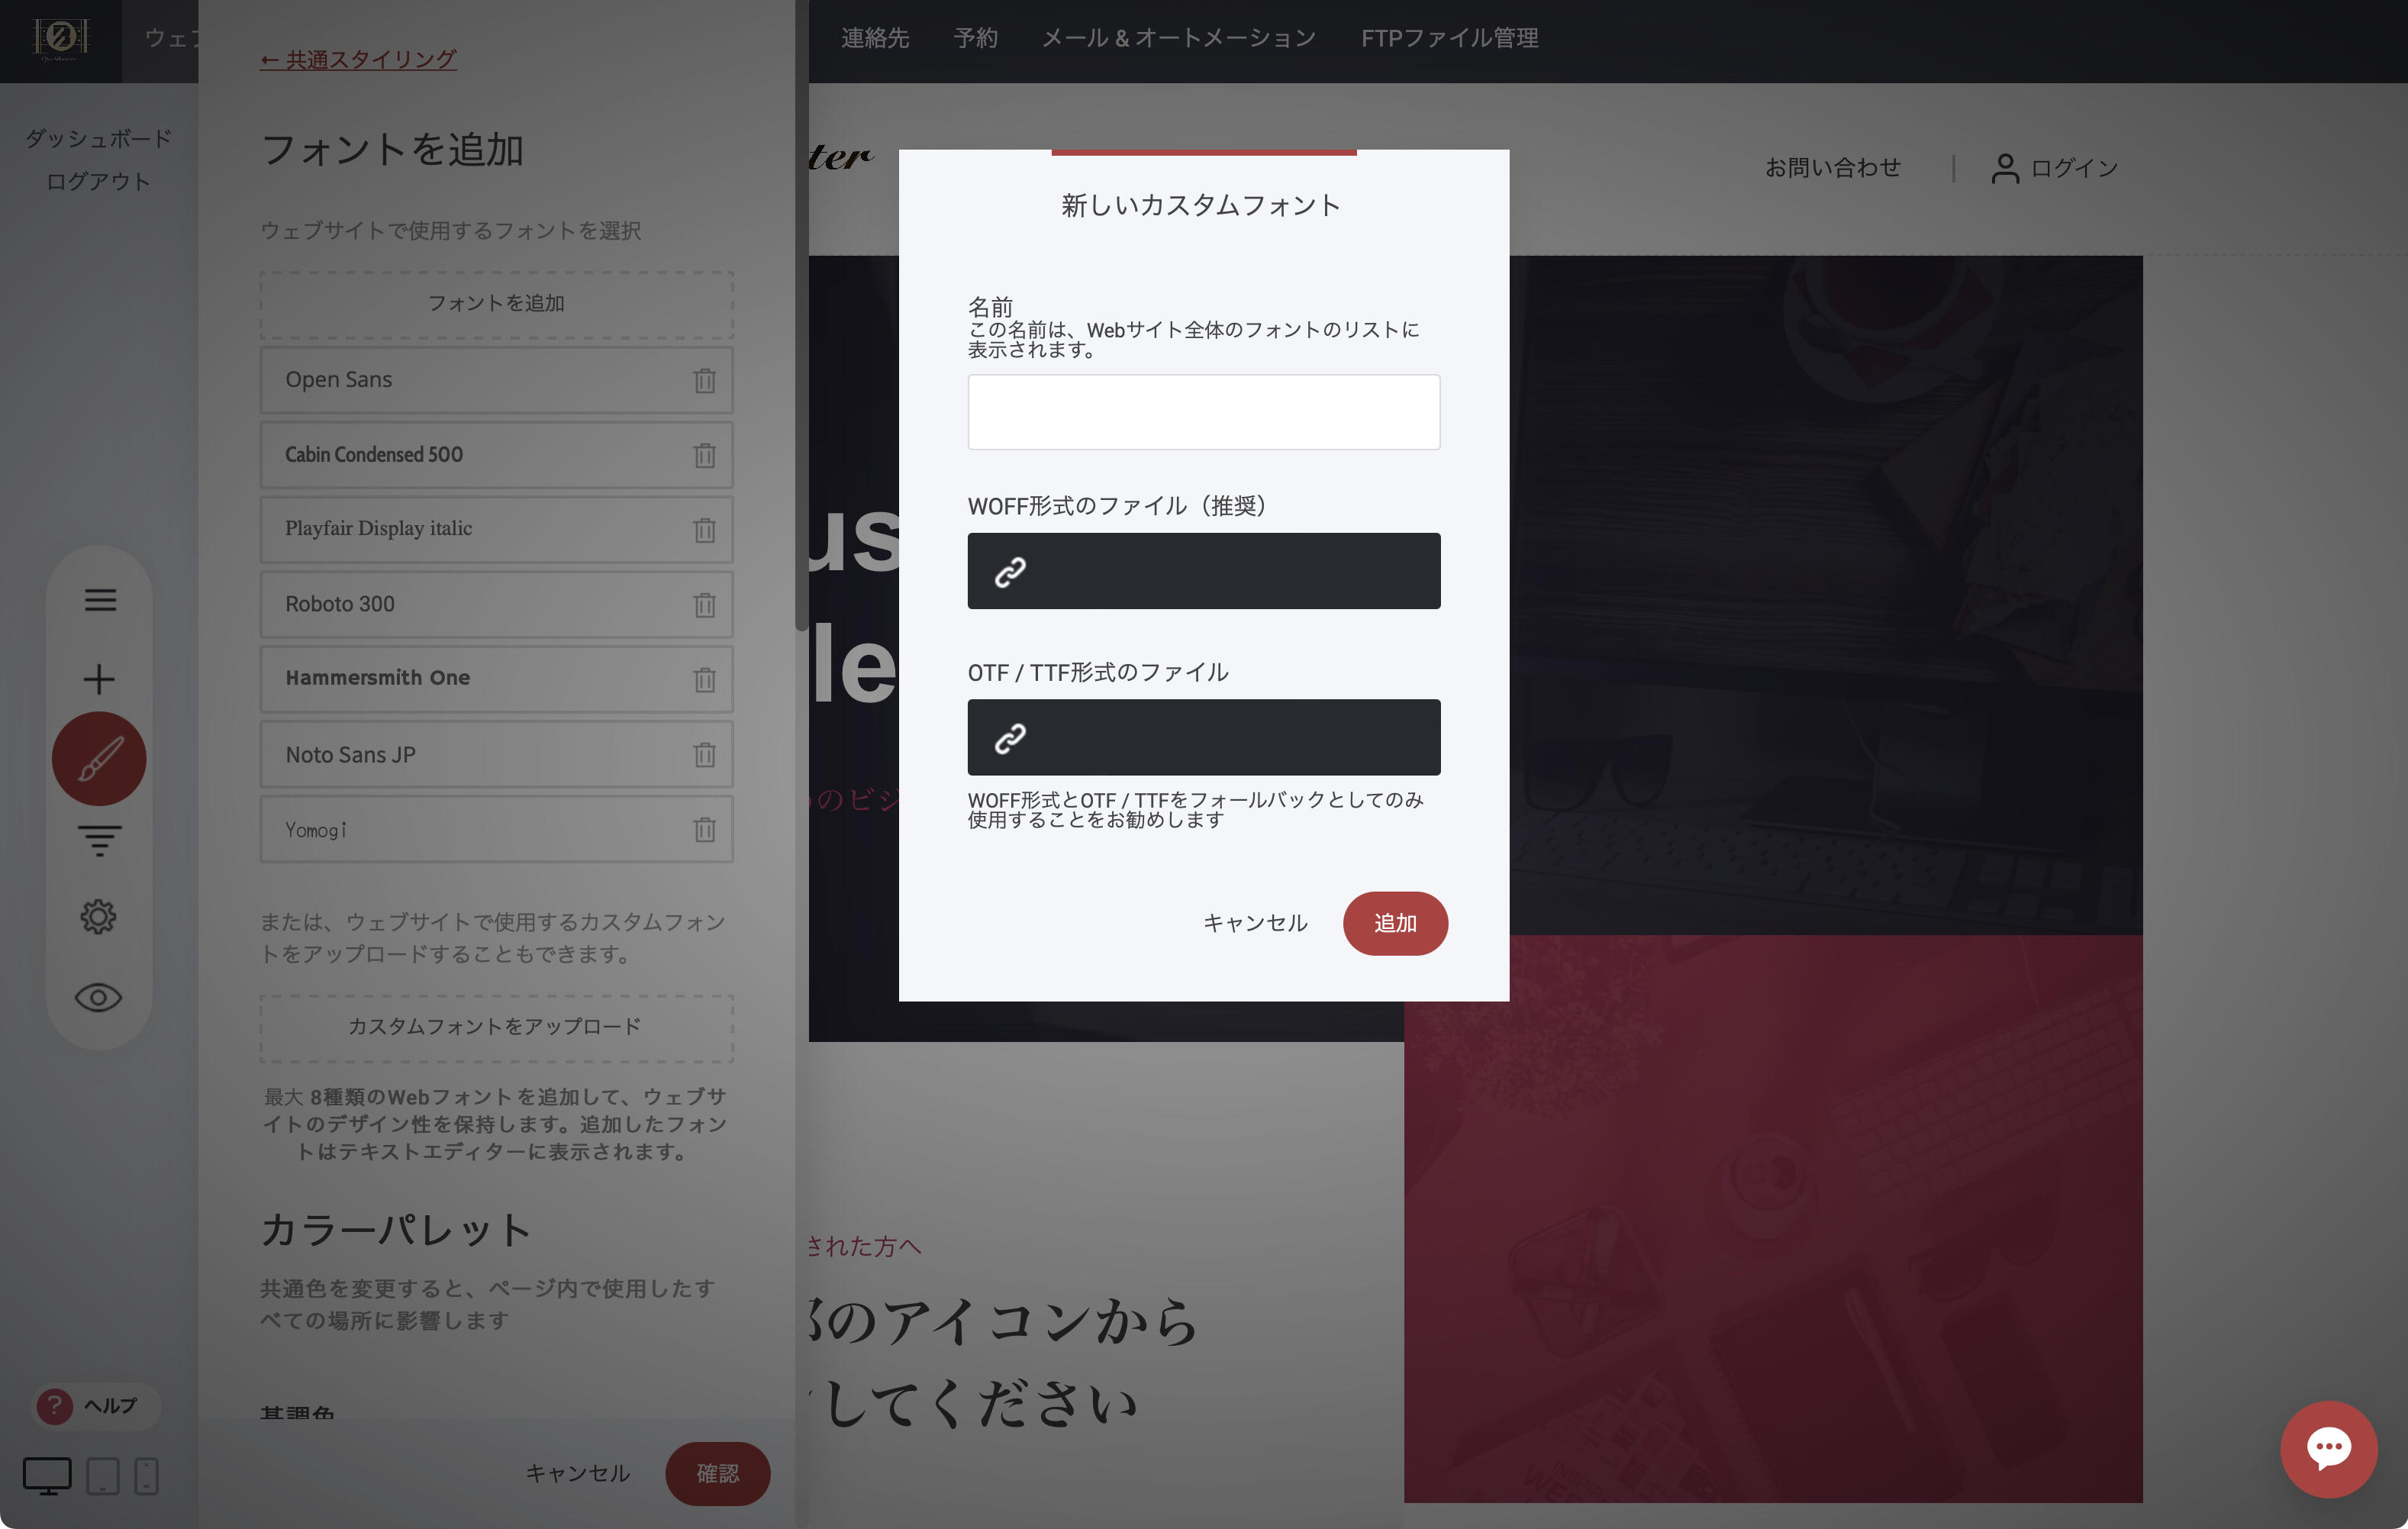 ウェブ
連絡先
予約
メール & オートメーション
FTPファイル管理
ダッシュボード
ログアウト
ヘルプ
← 共通スタイリング
フォントを追加
ウェブサイトで使用するフォントを選択
フォントを追加
Open Sans
Cabin Condensed 500
Playfair Display italic
Roboto 300
Hammersmith One
Noto Sans JP
Yomogi
または、ウェブサイトで使用するカスタムフォン
トをアップロードすることもできます。
カスタムフォントをアップロード
最大 8種類のWebフォントを追加して、ウェブサ
イトのデザイン性を保持します。追加したフォン
トはテキストエディターに表示されます。
カラーパレット
共通色を変更すると、ページ内で使用したす
べての場所に影響します
基調色
キャンセル
確認
ter
お問い合わせ
ログイン
新しいカスタムフォント
名前
この名前は、Webサイト全体のフォントのリストに
表示されます。
WOFF形式のファイル（推奨）
OTF / TTF形式のファイル
WOFF形式とOTF / TTFをフォールバックとしてのみ
使用することをお勧めします
キャンセル
追加
us
le
のビジ
された方へ
のアイコンから
してください